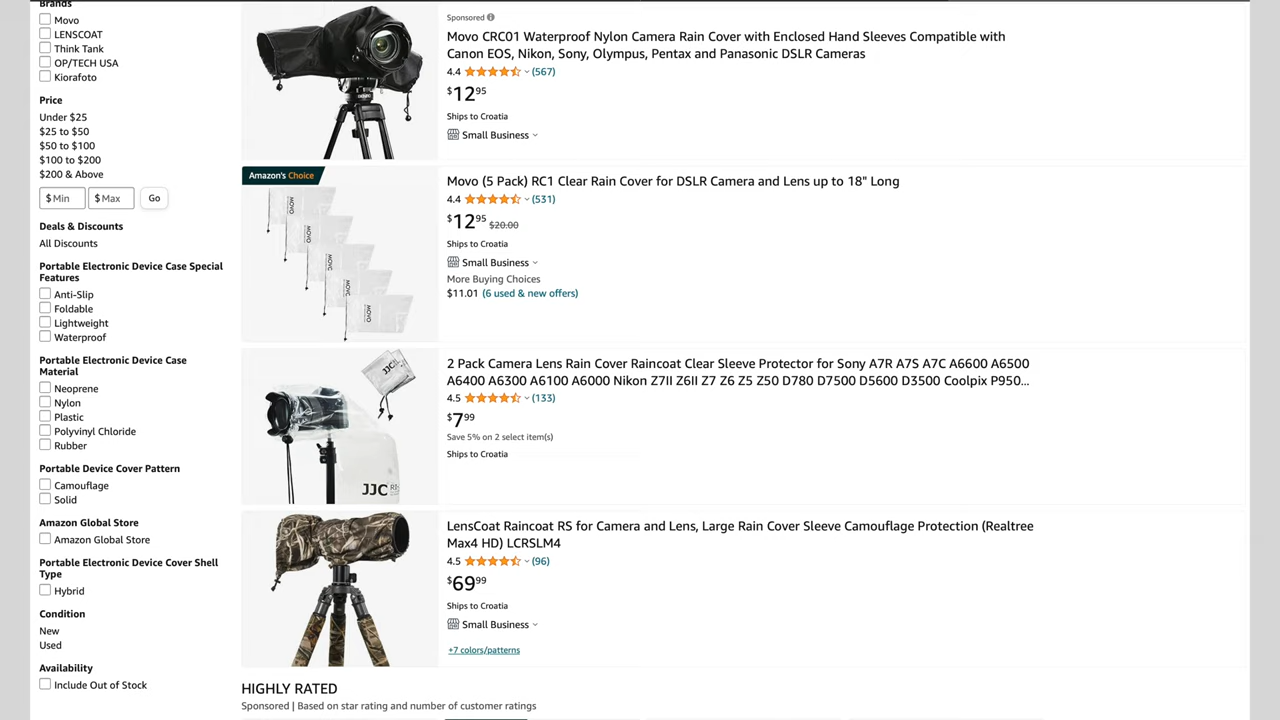 Brands
Movo
LENSCOAT
Think Tank
OP/TECH USA
Kiorafoto
Price
Under $25
$25 to $50
$50 to $100
$100 to $200
$200 & Above
$ Min $ Max Go
Deals & Discounts
All Discounts
Portable Electronic Device Case Special
Features
Anti-Slip
Foldable
Lightweight
Waterproof
Portable Electronic Device Case
Material
Neoprene
Nylon
Plastic
Polyvinyl Chloride
Rubber
Portable Device Cover Pattern
Camouflage
Solid
Amazon Global Store
Amazon Global Store
Portable Electronic Device Cover Shell
Type
Hybrid
Condition
New
Used
Availability
Include Out of Stock
Sponsored
Movo CRC01 Waterproof Nylon Camera Rain Cover with Enclosed Hand Sleeves Compatible with
Canon EOS, Nikon, Sony, Olympus, Pentax and Panasonic DSLR Cameras
4.4 (567)
$12 95
Ships to Croatia
Small Business
Amazon's Choice
MOVO
MOVO
MOVO
MOVO
MOVO
Movo (5 Pack) RC1 Clear Rain Cover for DSLR Camera and Lens up to 18" Long
4.4 (531)
$12 95 $20.00
Ships to Croatia
Small Business
More Buying Choices
$11.01 (6 used & new offers)
JJC
JJC
2 Pack Camera Lens Rain Cover Raincoat Clear Sleeve Protector for Sony A7R A7S A7C A6600 A6500
A6400 A6300 A6100 A6000 Nikon Z7II Z6II Z7 Z6 Z5 Z50 D780 D7500 D5600 D3500 Coolpix P950...
4.5 (133)
$7 99
Save 5% on 2 select item(s)
Ships to Croatia
LensCoat Raincoat RS for Camera and Lens, Large Rain Cover Sleeve Camouflage Protection (Realtree
Max4 HD) LCRSLM4
4.5 (96)
$69 99
Ships to Croatia
Small Business
+7 colors/patterns
HIGHLY RATED
Sponsored | Based on star rating and number of customer ratings